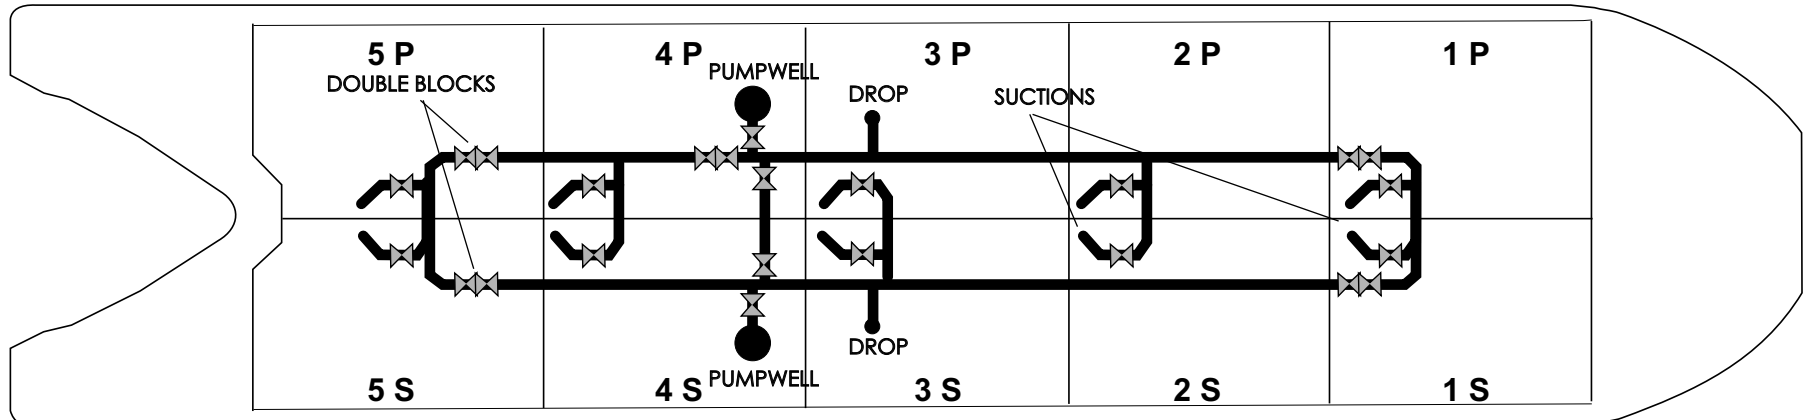 5 P
4 P
3 P
2 P
1 P
DOUBLE BLOCKS
PUMPWELL
DROP
SUCTIONS
DROP
PUMPWELL
5 S
4 S
3 S
2 S
1 S